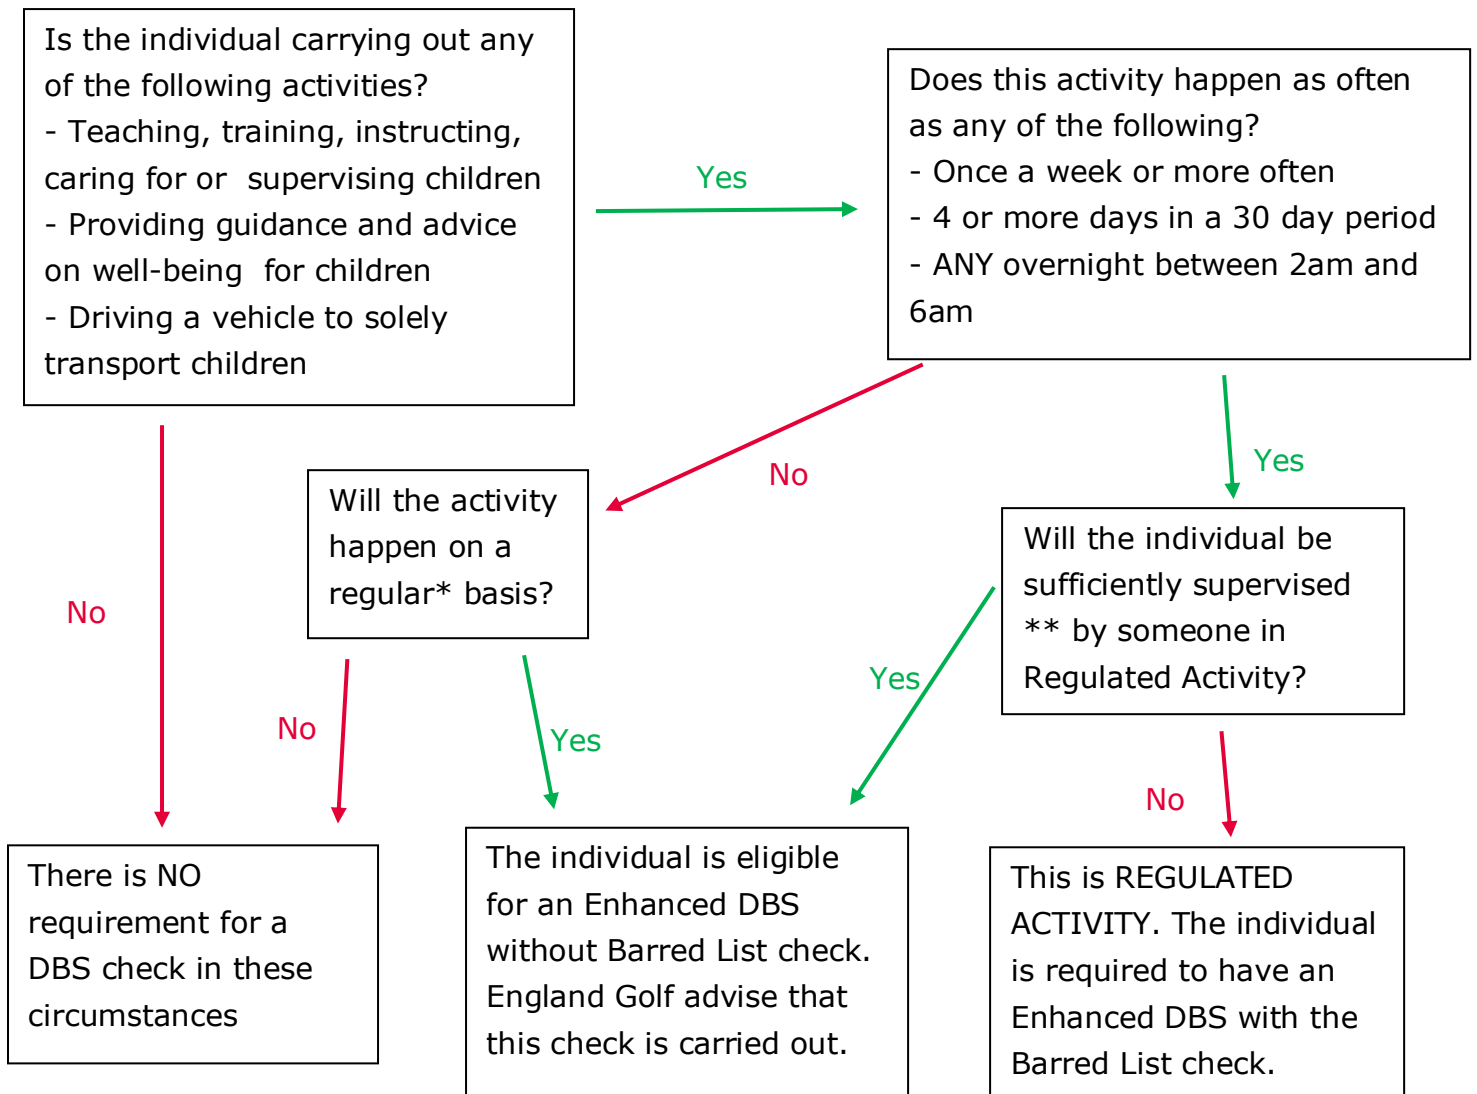 Is the individual carrying out any
of the following activities?
- Teaching, training, instructing,
caring for or supervising children
- Providing guidance and advice
on well-being for children
- Driving a vehicle to solely
transport children
Yes
Does this activity happen as often
as any of the following?
- Once a week or more often
- 4 or more days in a 30 day period
- ANY overnight between 2am and
6am
No
Yes
No
Will the activity
happen on a
regular* basis?
Will the individual be
sufficiently supervised
** by someone in
Regulated Activity?
No
Yes
Yes
No
There is NO
requirement for a
DBS check in these
circumstances
The individual is eligible
for an Enhanced DBS
without Barred List check.
England Golf advise that
this check is carried out.
This is REGULATED
ACTIVITY. The individual
is required to have an
Enhanced DBS with the
Barred List check.